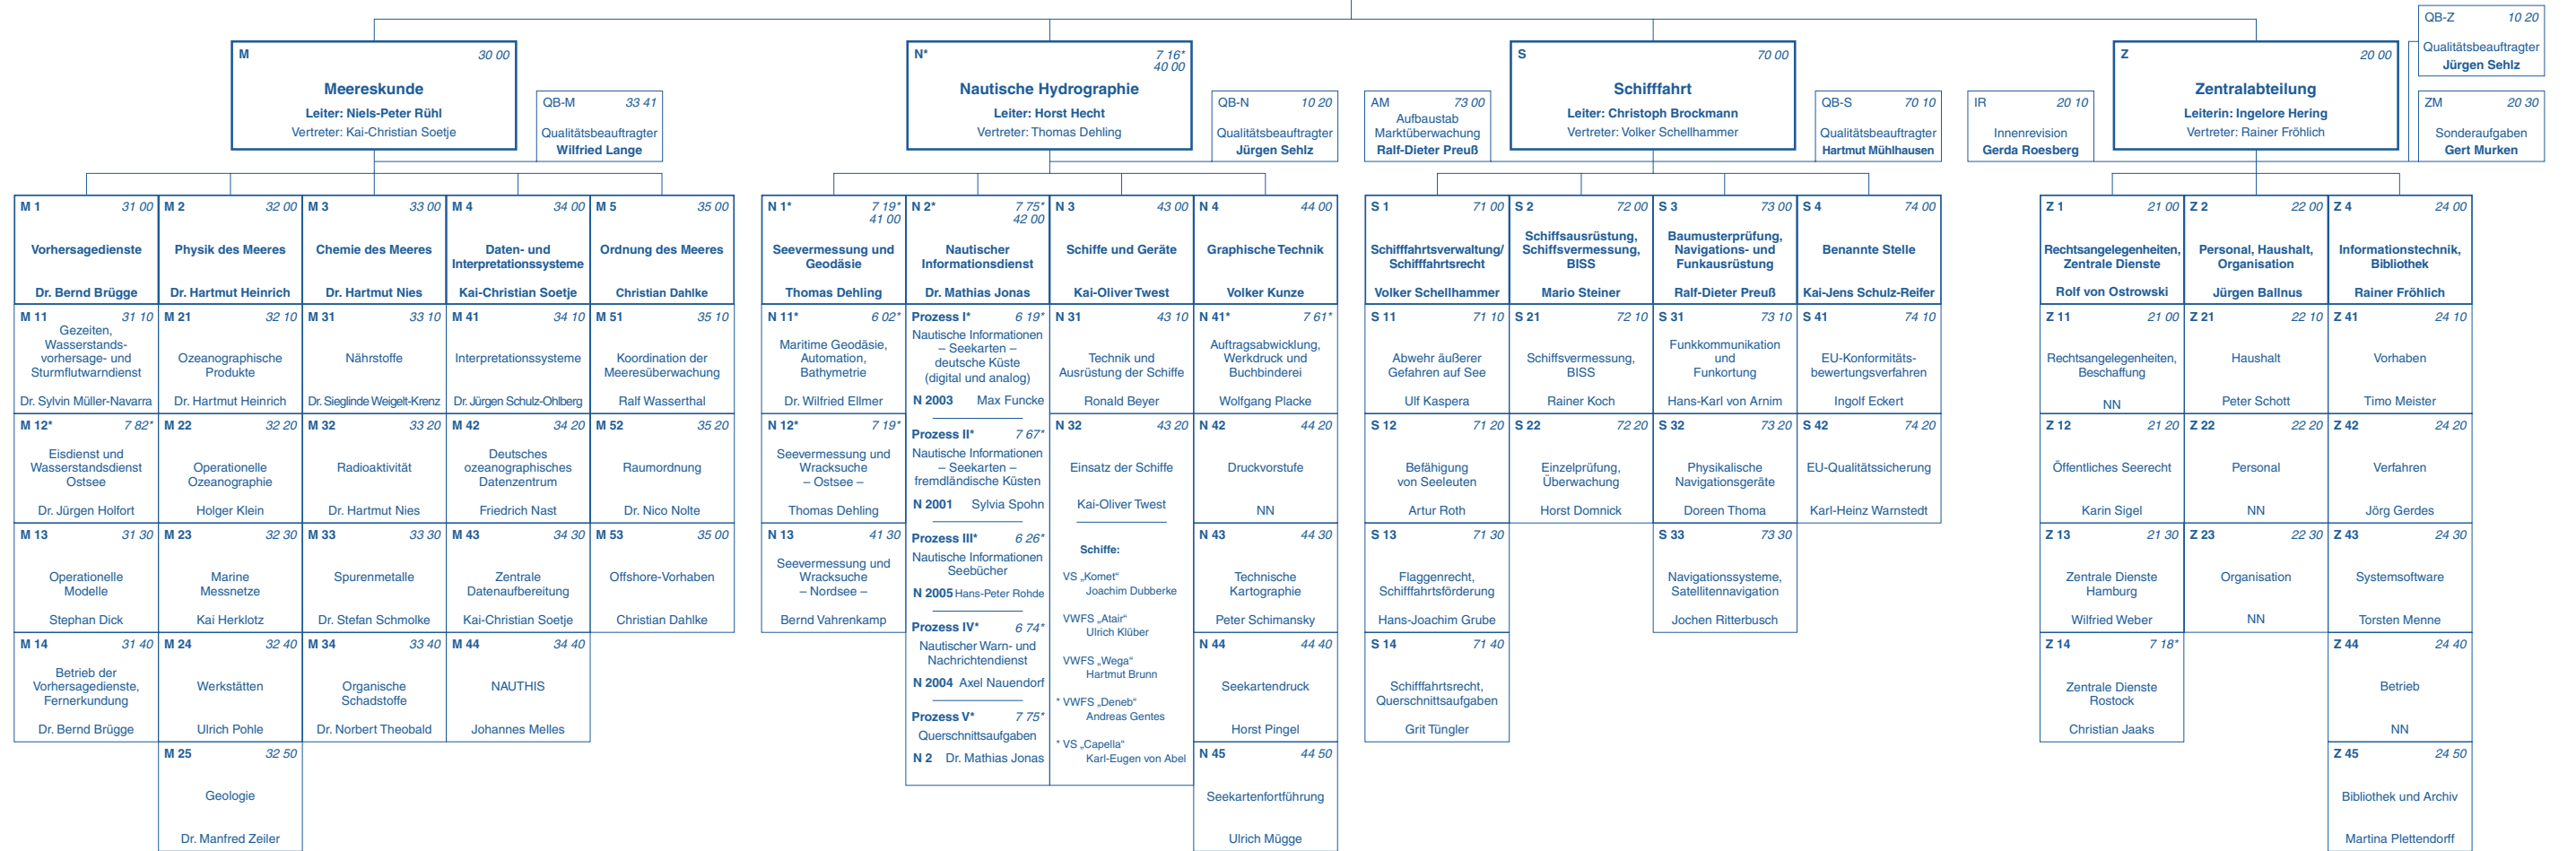 M 30 00
Meereskunde
Leiter: Niels-Peter Rühl
Vertreter: Kai-Christian Soetje
QB-M 33 41
Qualitätsbeauftragter
Wilfried Lange
N* 7 16*
40 00
Nautische Hydrographie
Leiter: Horst Hecht
Vertreter: Thomas Dehling
QB-N 10 20
Qualitätsbeauftragter
Jürgen Sehlz
AM 73 00
Aufbaustab
Marktüberwachung
Ralf-Dieter Preuß
S 70 00
Schifffahrt
Leiter: Christoph Brockmann
Vertreter: Volker Schellhammer
QB-S 70 10
Qualitätsbeauftragter
Hartmut Mühlhausen
IR 20 10
Innenrevision
Gerda Roesberg
Z 20 00
Zentralabteilung
Leiterin: Ingelore Hering
Vertreter: Rainer Fröhlich
QB-Z 10 20
Qualitätsbeauftragter
Jürgen Sehlz
ZM 20 30
Sonderaufgaben
Gert Murken
M 1 31 00
Vorhersagedienste
Dr. Bernd Brügge
M 11 31 10
Gezeiten,
Wasserstands-
vorhersage- und
Sturmflutwarndienst
Dr. Sylvin Müller-Navarra
M 12* 7 82*
Eisdienst und
Wasserstandsdienst
Ostsee
Dr. Jürgen Holfort
M 13 31 30
Operationelle
Modelle
Stephan Dick
M 14 31 40
Betrieb der
Vorhersagedienste,
Fernerkundung
Dr. Bernd Brügge
M 2 32 00
Physik des Meeres
Dr. Hartmut Heinrich
M 21 32 10
Ozeanographische
Produkte
Dr. Hartmut Heinrich
M 22 32 20
Operationelle
Ozeanographie
Holger Klein
M 23 32 30
Marine
Messnetze
Kai Herklotz
M 24 32 40
Werkstätten
Ulrich Pohle
M 25 32 50
Geologie
Dr. Manfred Zeiler
M 3 33 00
Chemie des Meeres
Dr. Hartmut Nies
M 31 33 10
Nährstoffe
Dr. Sieglinde Weigelt-Krenz
M 32 33 20
Radioaktivität
Dr. Hartmut Nies
M 33 33 30
Spurenmetalle
Dr. Stefan Schmolke
M 34 33 40
Organische
Schadstoffe
Dr. Norbert Theobald
M 4 34 00
Daten- und
Interpretationssysteme
Kai-Christian Soetje
M 41 34 10
Interpretationssysteme
Dr. Jürgen Schulz-Ohlberg
M 42 34 20
Deutsches
ozeanographisches
Datenzentrum
Friedrich Nast
M 43 34 30
Zentrale
Datenaufbereitung
Kai-Christian Soetje
M 44 34 40
NAUTHIS
Johannes Melles
M 5 35 00
Ordnung des Meeres
Christian Dahlke
M 51 35 10
Koordination der
Meeresüberwachung
Ralf Wasserthal
M 52 35 20
Raumordnung
Dr. Nico Nolte
M 53 35 00
Offshore-Vorhaben
Christian Dahlke
N 1* 7 19*
41 00
Seevermessung und
Geodäsie
Thomas Dehling
N 11* 6 02*
Maritime Geodäsie,
Automation,
Bathymetrie
Dr. Wilfried Ellmer
N 12* 7 19*
Seevermessung und
Wracksuche
– Ostsee –
Thomas Dehling
N 13 41 30
Seevermessung und
Wracksuche
– Nordsee –
Bernd Vahrenkamp
N 2* 7 75*
42 00
Nautischer
Informationsdienst
Dr. Mathias Jonas
Prozess I* 6 19*
Nautische Informationen
– Seekarten –
deutsche Küste
(digital und analog)
N 2003 Max Funcke
Prozess II* 7 67*
Nautische Informationen
– Seekarten –
fremdländische Küsten
N 2001 Sylvia Spohn
Prozess III* 6 26*
Nautische Informationen
Seebücher
N 2005 Hans-Peter Rohde
Prozess IV* 6 74*
Nautischer Warn- und
Nachrichtendienst
N 2004 Axel Nauendorf
Prozess V* 7 75*
Querschnittsaufgaben
N 2 Dr. Mathias Jonas
N 3 43 00
Schiffe und Geräte
Kai-Oliver Twest
N 31 43 10
Technik und
Ausrüstung der Schiffe
Ronald Beyer
N 32 43 20
Einsatz der Schiffe
Kai-Oliver Twest
Schiffe:
VS „Komet“
Joachim Dubberke
VWFS „Atair“
Ulrich Klüber
VWFS „Wega“
Hartmut Brunn
* VWFS „Deneb“
Andreas Gentes
* VS „Capella“
Karl-Eugen von Abel
N 4 44 00
Graphische Technik
Volker Kunze
N 41* 7 61*
Auftragsabwicklung,
Werkdruck und
Buchbinderei
Wolfgang Placke
N 42 44 20
Druckvorstufe
NN
N 43 44 30
Technische
Kartographie
Peter Schimansky
N 44 44 40
Seekartendruck
Horst Pingel
N 45 44 50
Seekartenfortführung
Ulrich Mügge
S 1 71 00
Schifffahrtsverwaltung/
Schifffahrtsrecht
Volker Schellhammer
S 11 71 10
Abwehr äußerer
Gefahren auf See
Ulf Kaspera
S 12 71 20
Befähigung
von Seeleuten
Artur Roth
S 13 71 30
Flaggenrecht,
Schifffahrtsförderung
Hans-Joachim Grube
S 14 71 40
Schifffahrtsrecht,
Querschnittsaufgaben
Grit Tüngler
S 2 72 00
Schiffsausrüstung,
Schiffsvermessung,
BISS
Mario Steiner
S 21 72 10
Schiffsvermessung,
BISS
Rainer Koch
S 22 72 20
Einzelprüfung,
Überwachung
Horst Domnick
S 3 73 00
Baumusterprüfung,
Navigations- und
Funkausrüstung
Ralf-Dieter Preuß
S 31 73 10
Funkkommunikation
und
Funkortung
Hans-Karl von Arnim
S 32 73 20
Physikalische
Navigationsgeräte
Doreen Thoma
S 33 73 30
Navigationssysteme,
Satellitennavigation
Jochen Ritterbusch
S 4 74 00
Benannte Stelle
Kai-Jens Schulz-Reifer
S 41 74 10
EU-Konformitäts-
bewertungsverfahren
Ingolf Eckert
S 42 74 20
EU-Qualitätssicherung
Karl-Heinz Warnstedt
Z 1 21 00
Rechtsangelegenheiten,
Zentrale Dienste
Rolf von Ostrowski
Z 11 21 00
Rechtsangelegenheiten,
Beschaffung
NN
Z 12 21 20
Öffentliches Seerecht
Karin Sigel
Z 13 21 30
Zentrale Dienste
Hamburg
Wilfried Weber
Z 14 7 18*
Zentrale Dienste
Rostock
Christian Jaaks
Z 2 22 00
Personal, Haushalt,
Organisation
Jürgen Ballnus
Z 21 22 10
Haushalt
Peter Schott
Z 22 22 20
Personal
NN
Z 23 22 30
Organisation
NN
Z 4 24 00
Informationstechnik,
Bibliothek
Rainer Fröhlich
Z 41 24 10
Vorhaben
Timo Meister
Z 42 24 20
Verfahren
Jörg Gerdes
Z 43 24 30
Systemsoftware
Torsten Menne
Z 44 24 40
Betrieb
NN
Z 45 24 50
Bibliothek und Archiv
Martina Plettendorff